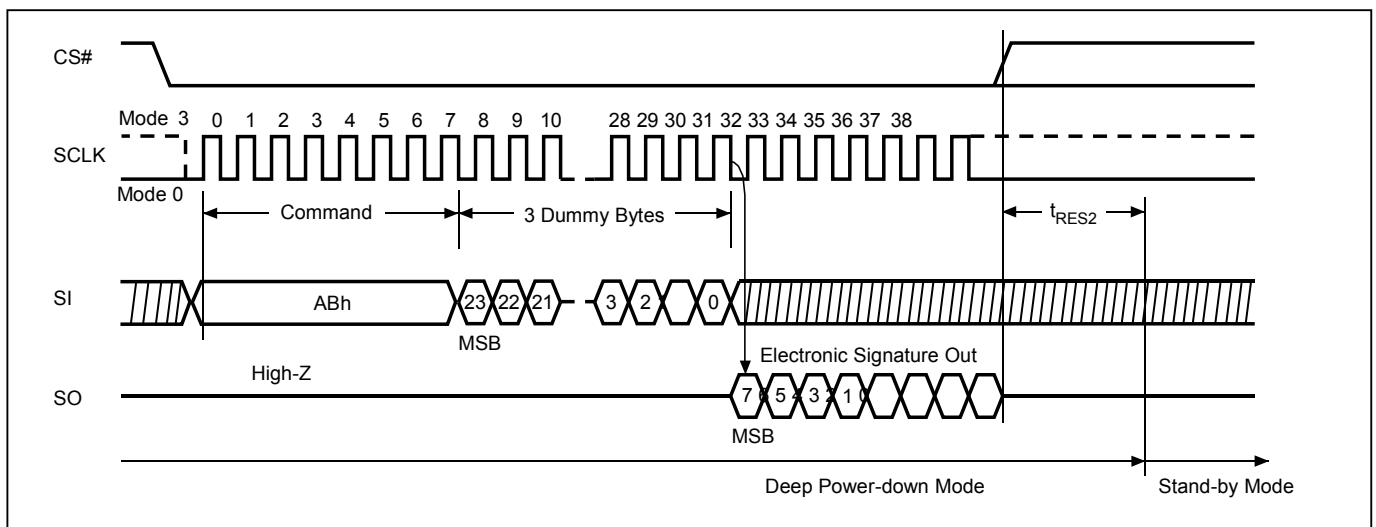 CS#
Mode 3 0 1 2 3 4 5 6 7 8 9 10 28 29 30 31 32 33 34 35 36 37 38
SCLK
Mode 0
Command 3 Dummy Bytes tRES2
SI ABh 23 22 21 3 2 0
MSB
High-Z Electronic Signature Out
SO 7 6 5 4 3 2 1 0
MSB
Deep Power-down Mode Stand-by Mode